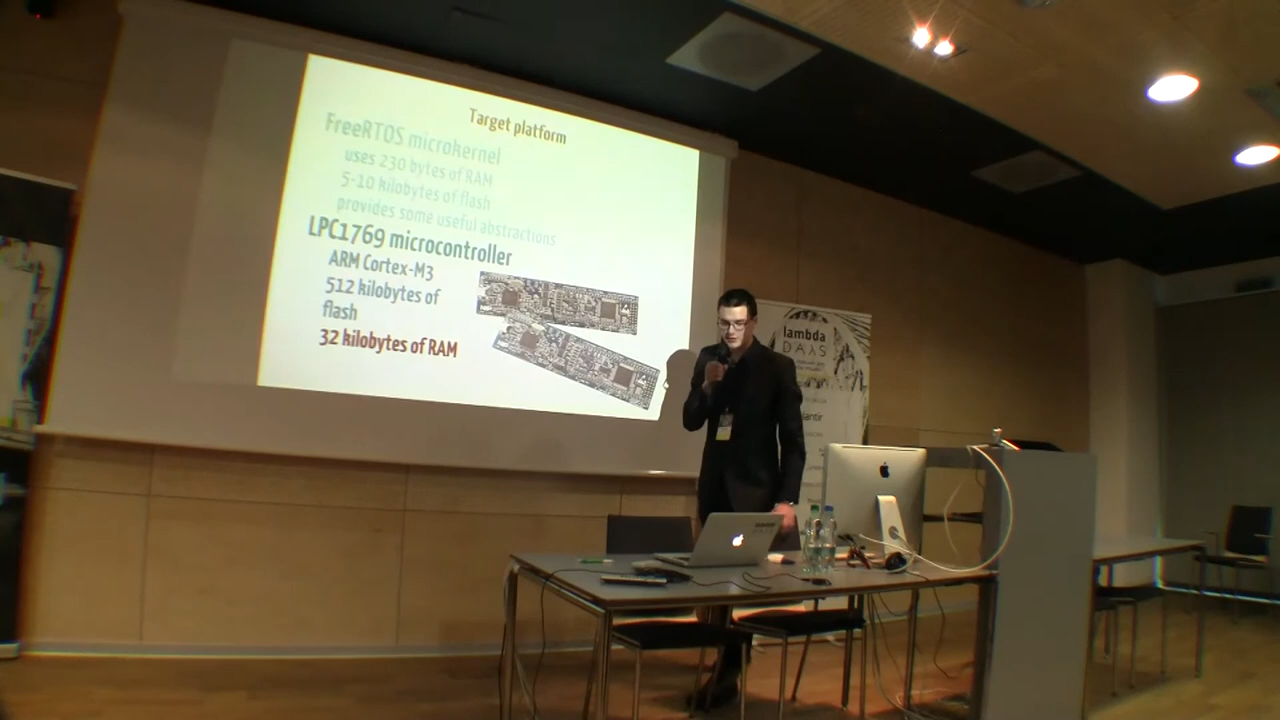 Target platform
FreeRTOS microkernel
uses 230 bytes of RAM
5-10 kilobytes of flash
provides some useful abstractions
LPC1769 microcontroller
ARM Cortex-M3
512 kilobytes of
flash
32 kilobytes of RAM
lambda
DAλS